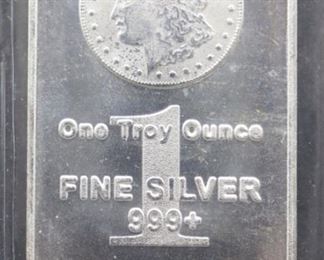 One Troy Ounce
1
FINE SILVER
999+